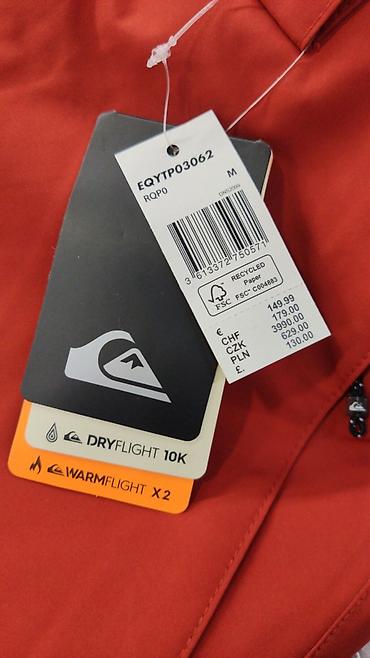 EQYTP03062
RQP0
M
3 613372 750571
RECYCLED
Paper
FSC
FSC™ C004883
€ 149.99
CHF 179.00
CZK 3990.00
PLN 629.00
£. 130.00
DRYFLIGHT 10K
WARMFLIGHT X2